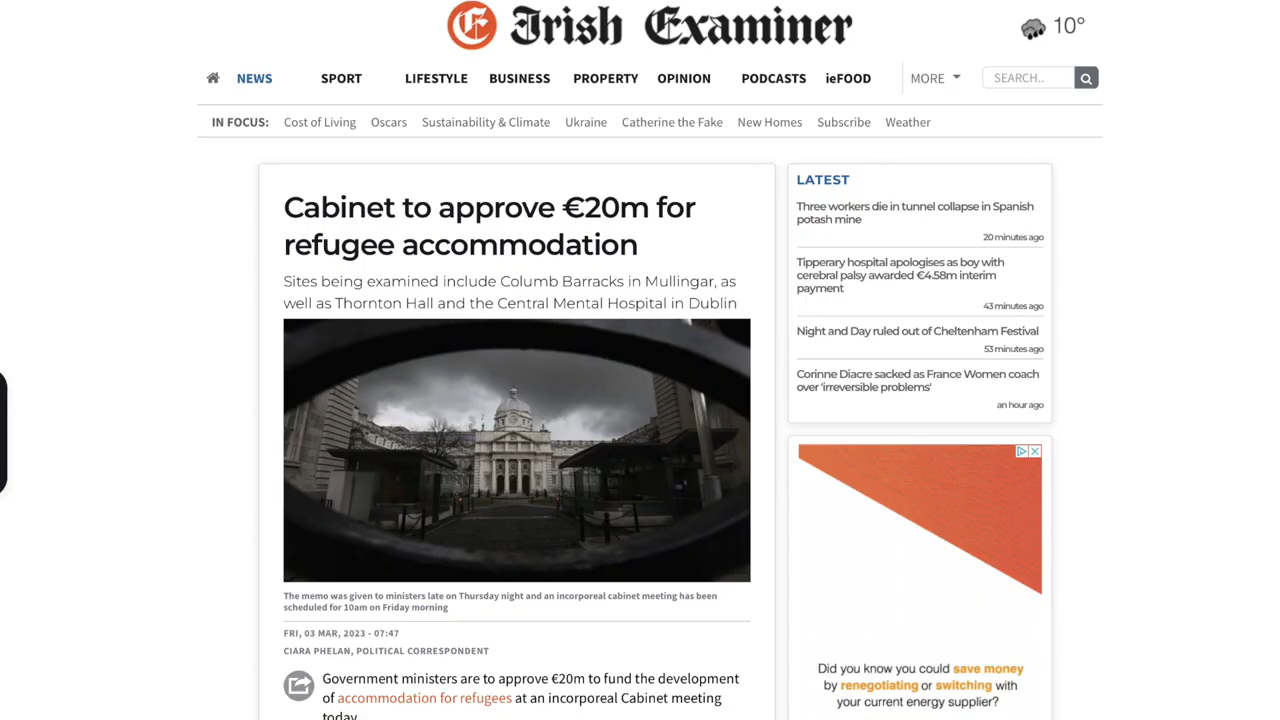 Irish Examiner
10°
NEWS SPORT LIFESTYLE BUSINESS PROPERTY OPINION PODCASTS ieFOOD MORE SEARCH..
IN FOCUS: Cost of Living Oscars Sustainability & Climate Ukraine Catherine the Fake New Homes Subscribe Weather
Cabinet to approve €20m for
refugee accommodation
Sites being examined include Columb Barracks in Mullingar, as
well as Thornton Hall and the Central Mental Hospital in Dublin
The memo was given to ministers late on Thursday night and an incorporeal cabinet meeting has been
scheduled for 10am on Friday morning
FRI, 03 MAR, 2023 - 07:47
CIARA PHELAN, POLITICAL CORRESPONDENT
Government ministers are to approve €20m to fund the development
of accommodation for refugees at an incorporeal Cabinet meeting
today
LATEST
Three workers die in tunnel collapse in Spanish
potash mine
20 minutes ago
Tipperary hospital apologises as boy with
cerebral palsy awarded €4.58m interim
payment
43 minutes ago
Night and Day ruled out of Cheltenham Festival
53 minutes ago
Corinne Diacre sacked as France Women coach
over 'irreversible problems'
an hour ago
Did you know you could save money
by renegotiating or switching with
your current energy supplier?